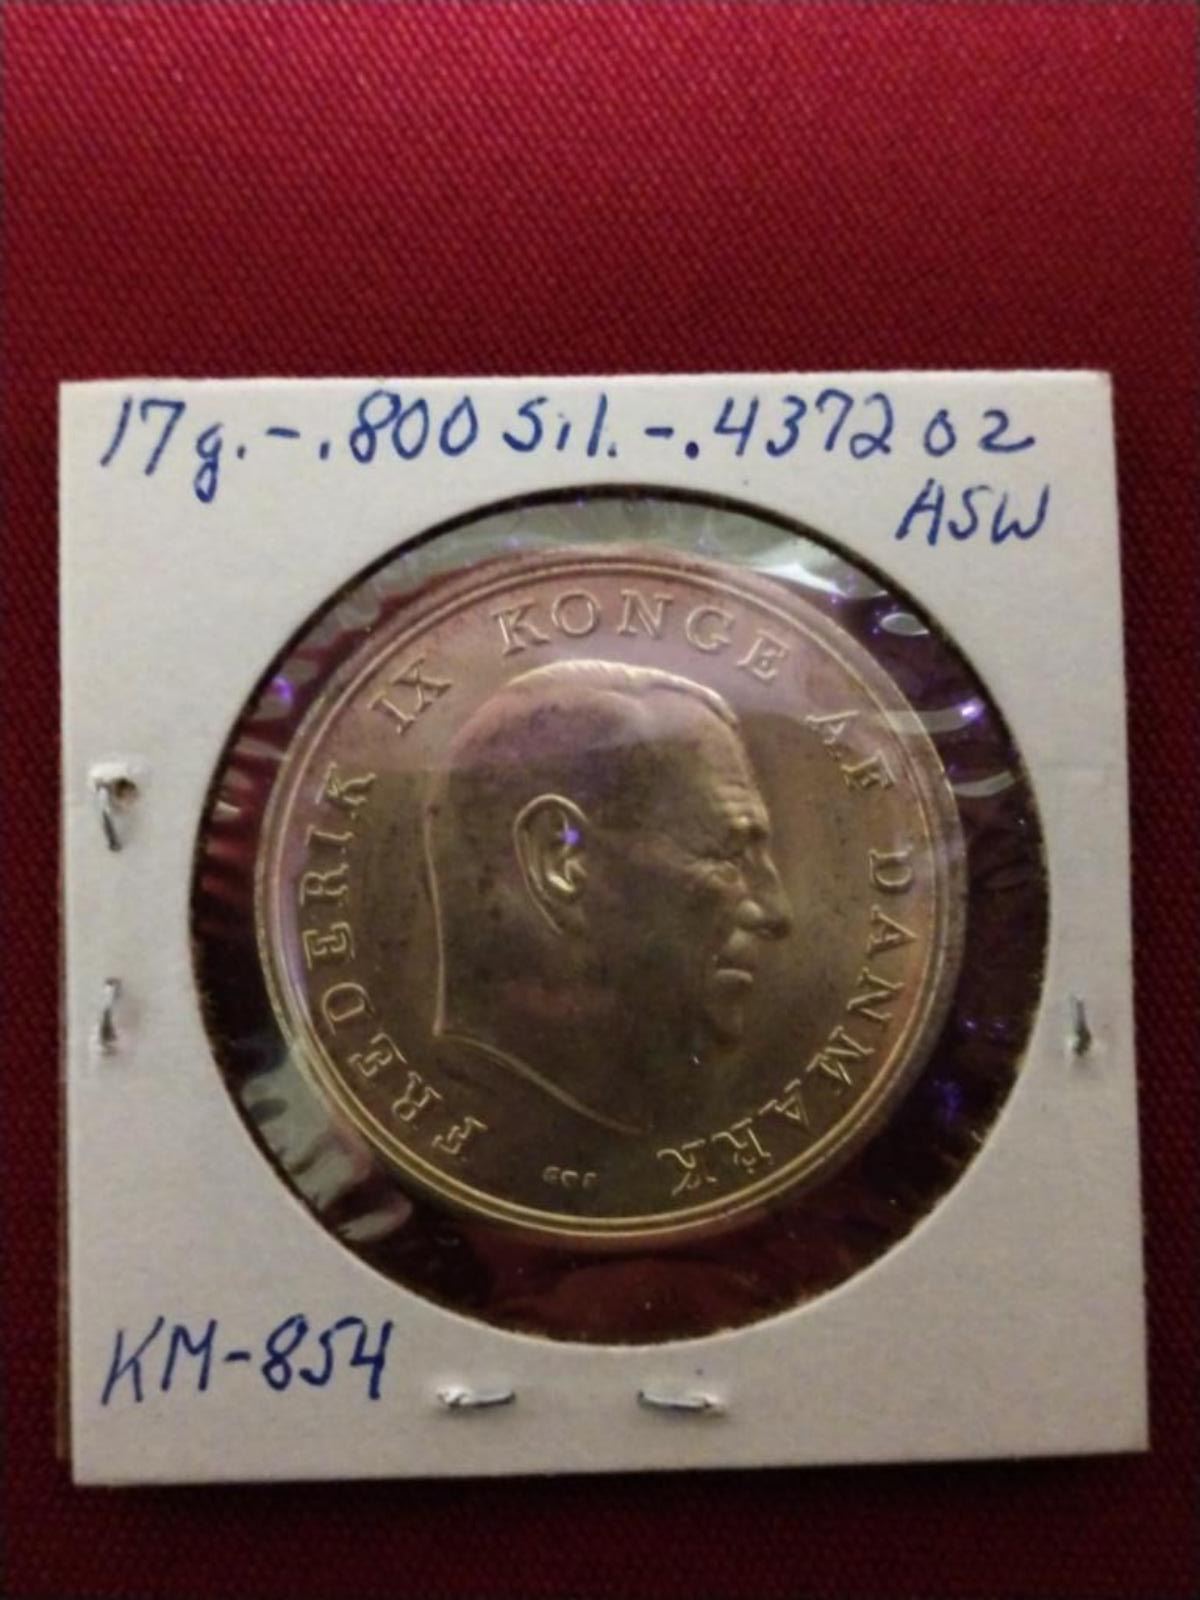 17g. - .800 Sil. - .4372 oz
ASW
FREDERIK IX KONGE AF DANMARK
KM-854